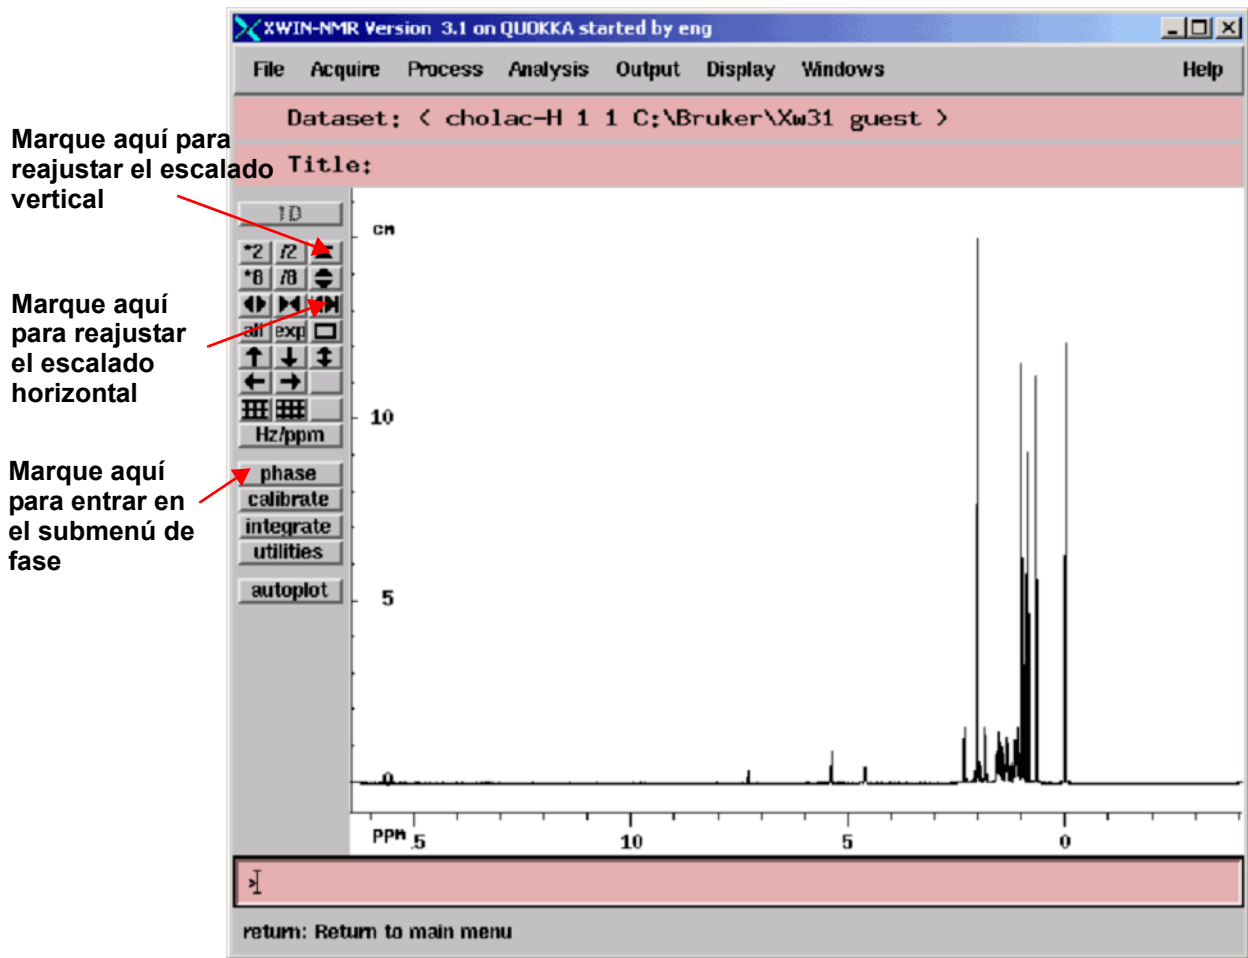 XWIN-NMR Version 3.1 on QUOKKA started by eng
File Acquire Process Analysis Output Display Windows Help
Dataset: < cholac-H 1 1 C:\Bruker\Xw31 guest >
Title:
Marque aquí para
reajustar el escalado
vertical
Marque aquí
para reajustar
el escalado
horizontal
Marque aquí
para entrar en
el submenú de
fase
1D
*2 /2
*8 /8
all exp
Hz/ppm
phase
calibrate
integrate
utilities
autoplot
CM
10
5
0
PPM 5 10 5 0
>
return: Return to main menu